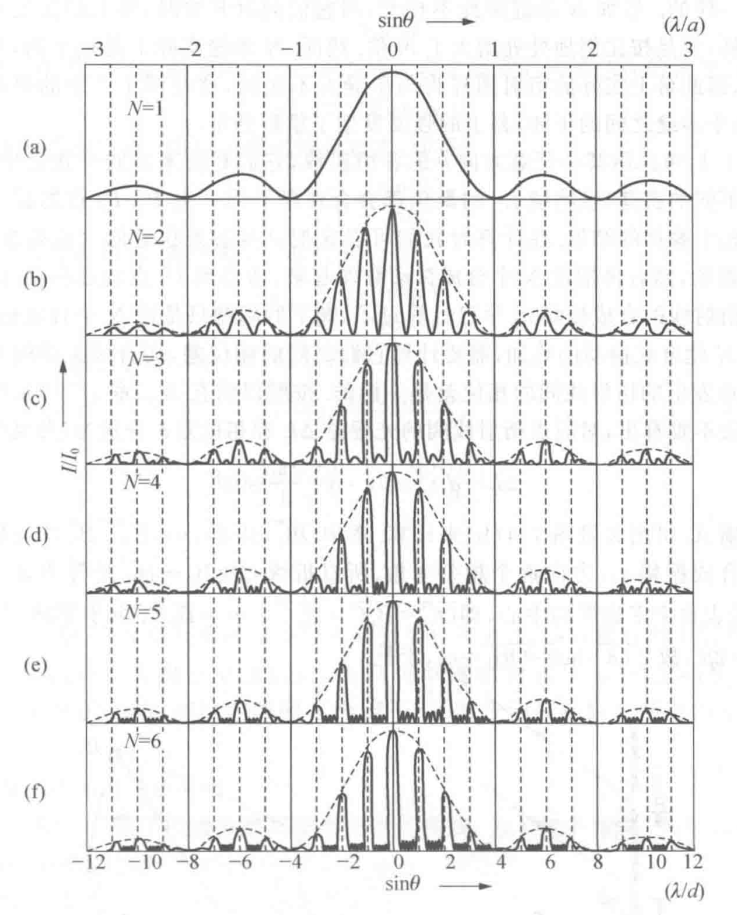 sinθ
(λ/a)
−3 −2 −1 0 1 2 3
N=1
(a)
N=2
(b)
N=3
(c)
I/I₀
N=4
(d)
N=5
(e)
N=6
(f)
−12 −10 −8 −6 −4 −2 0 2 4 6 8 10 12
sinθ
(λ/d)